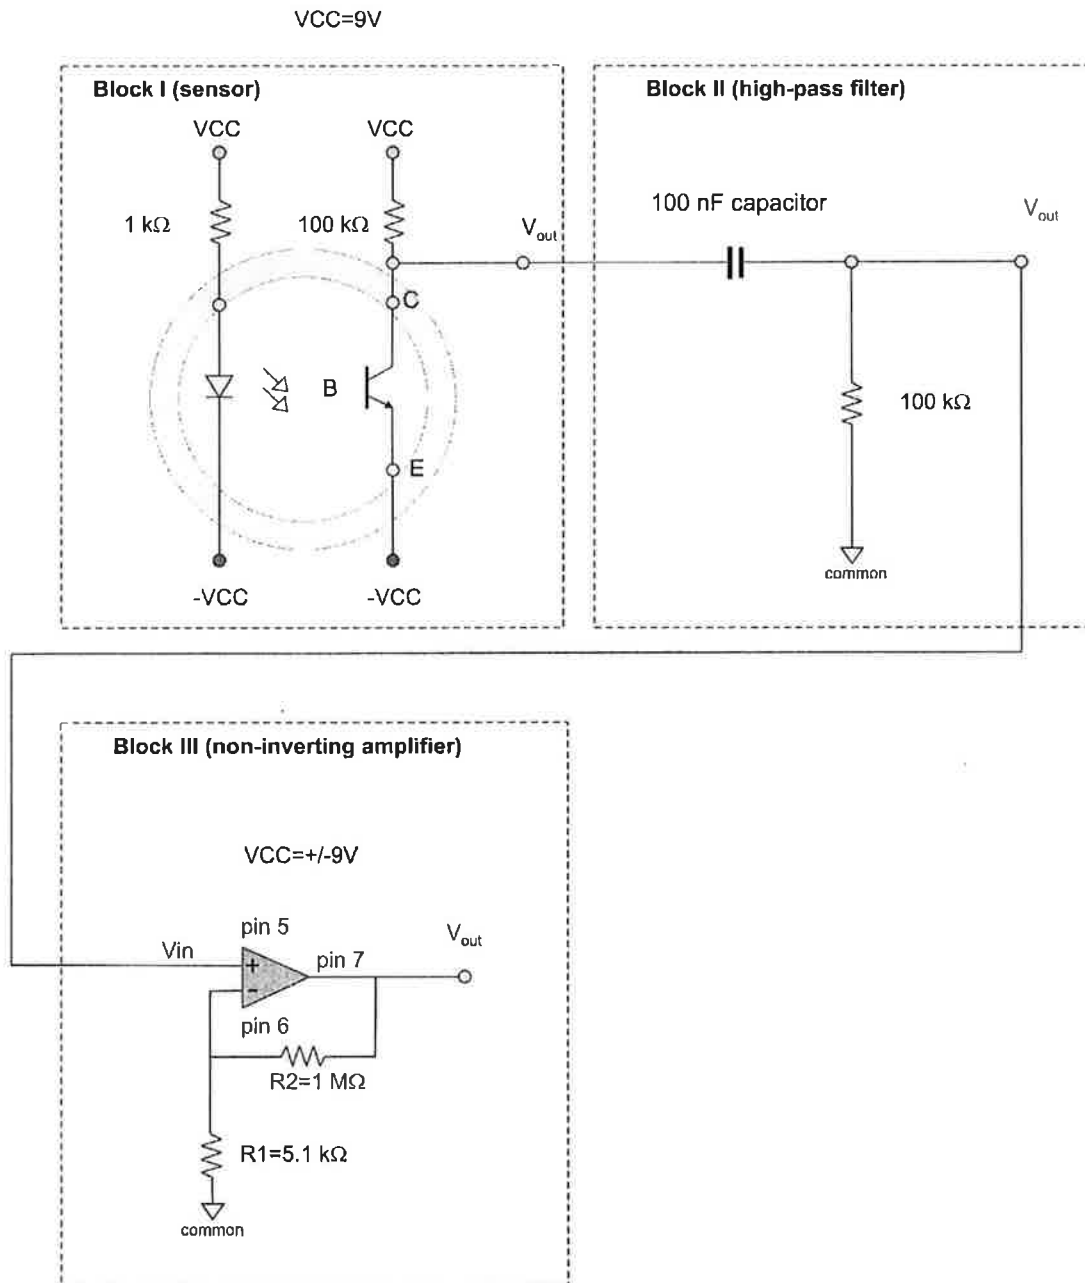 VCC=9V
Block I (sensor)
VCC
VCC
1 kΩ
100 kΩ
V_out
C
B
E
-VCC
-VCC
Block II (high-pass filter)
100 nF capacitor
V_out
100 kΩ
common
Block III (non-inverting amplifier)
VCC=+/-9V
pin 5
Vin
+
pin 7
V_out
-
pin 6
R2=1 MΩ
R1=5.1 kΩ
common